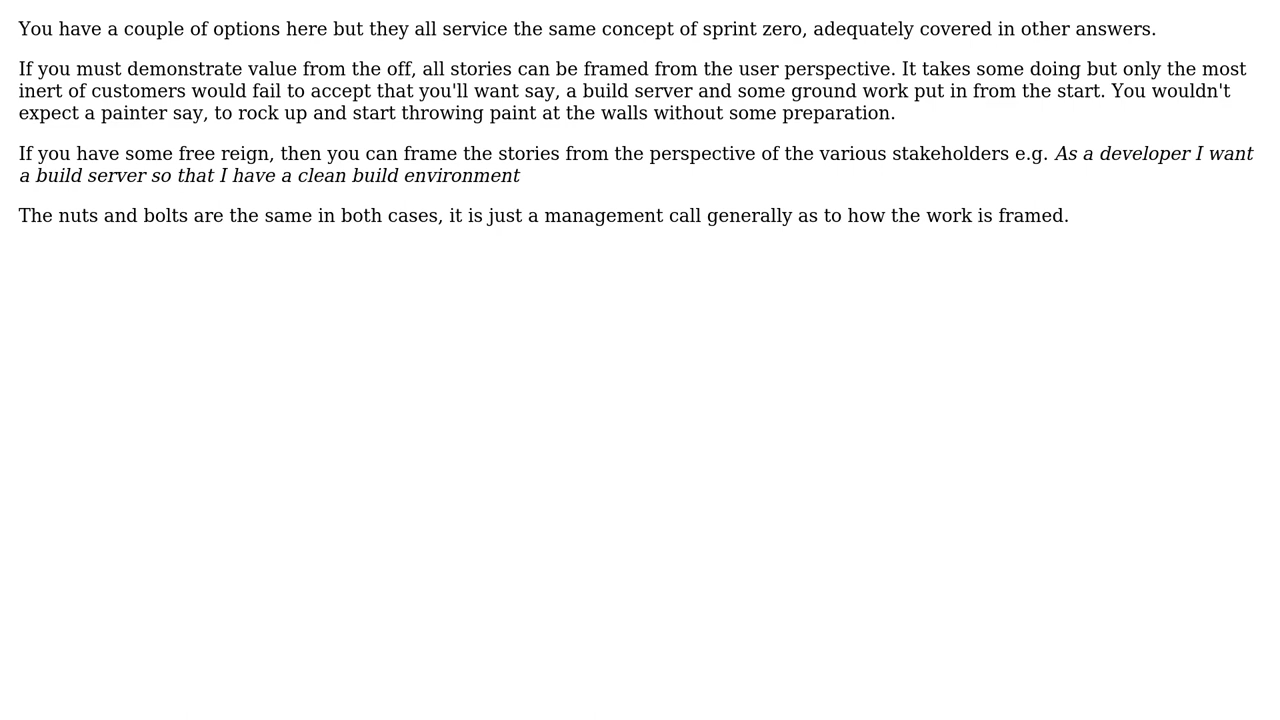 You have a couple of options here but they all service the same concept of sprint zero, adequately covered in other answers.
If you must demonstrate value from the off, all stories can be framed from the user perspective. It takes some doing but only the most
inert of customers would fail to accept that you'll want say, a build server and some ground work put in from the start. You wouldn't
expect a painter say, to rock up and start throwing paint at the walls without some preparation.
If you have some free reign, then you can frame the stories from the perspective of the various stakeholders e.g. As a developer I want
a build server so that I have a clean build environment
The nuts and bolts are the same in both cases, it is just a management call generally as to how the work is framed.